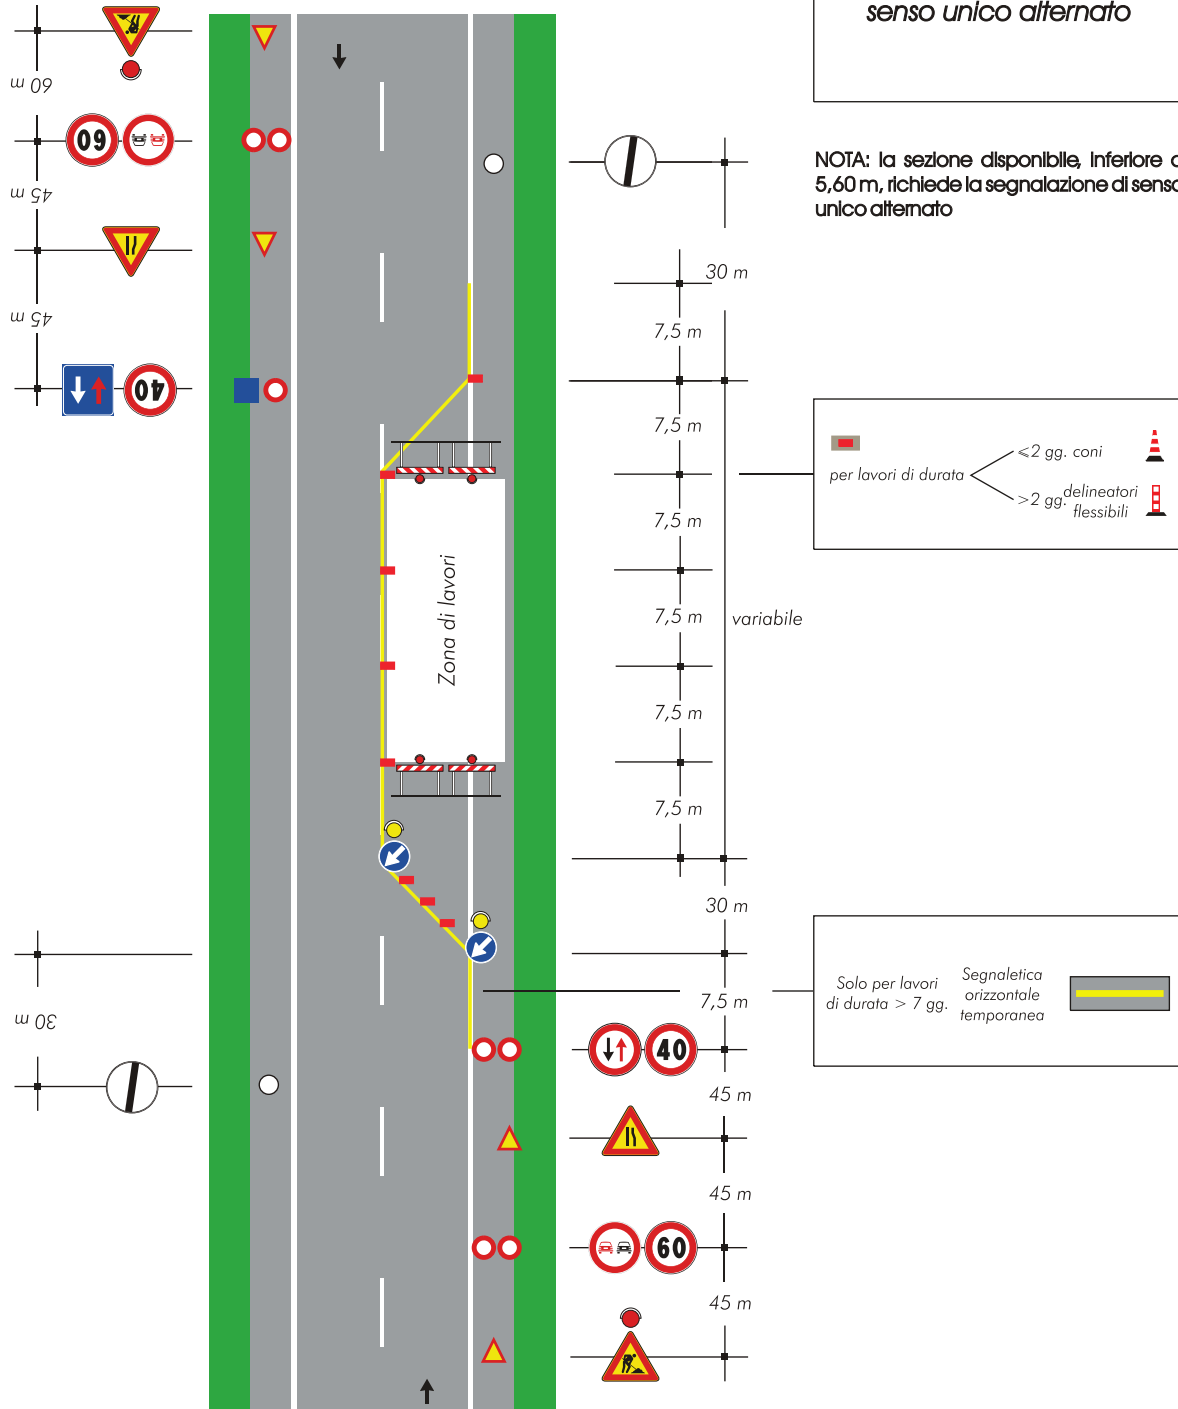 senso unico alternato
NOTA: la sezione disponibile, inferiore a
5,60 m, richiede la segnalazione di senso
unico alternato
60 m
60
45 m
45 m
40
30 m
7,5 m
7,5 m
7,5 m
7,5 m
7,5 m
7,5 m
variabile
Zona di lavori
per lavori di durata
≤2 gg. coni
>2 gg. delineatori
flessibili
30 m
7,5 m
Solo per lavori
di durata > 7 gg.
Segnaletica
orizzontale
temporanea
30 m
40
45 m
45 m
60
45 m